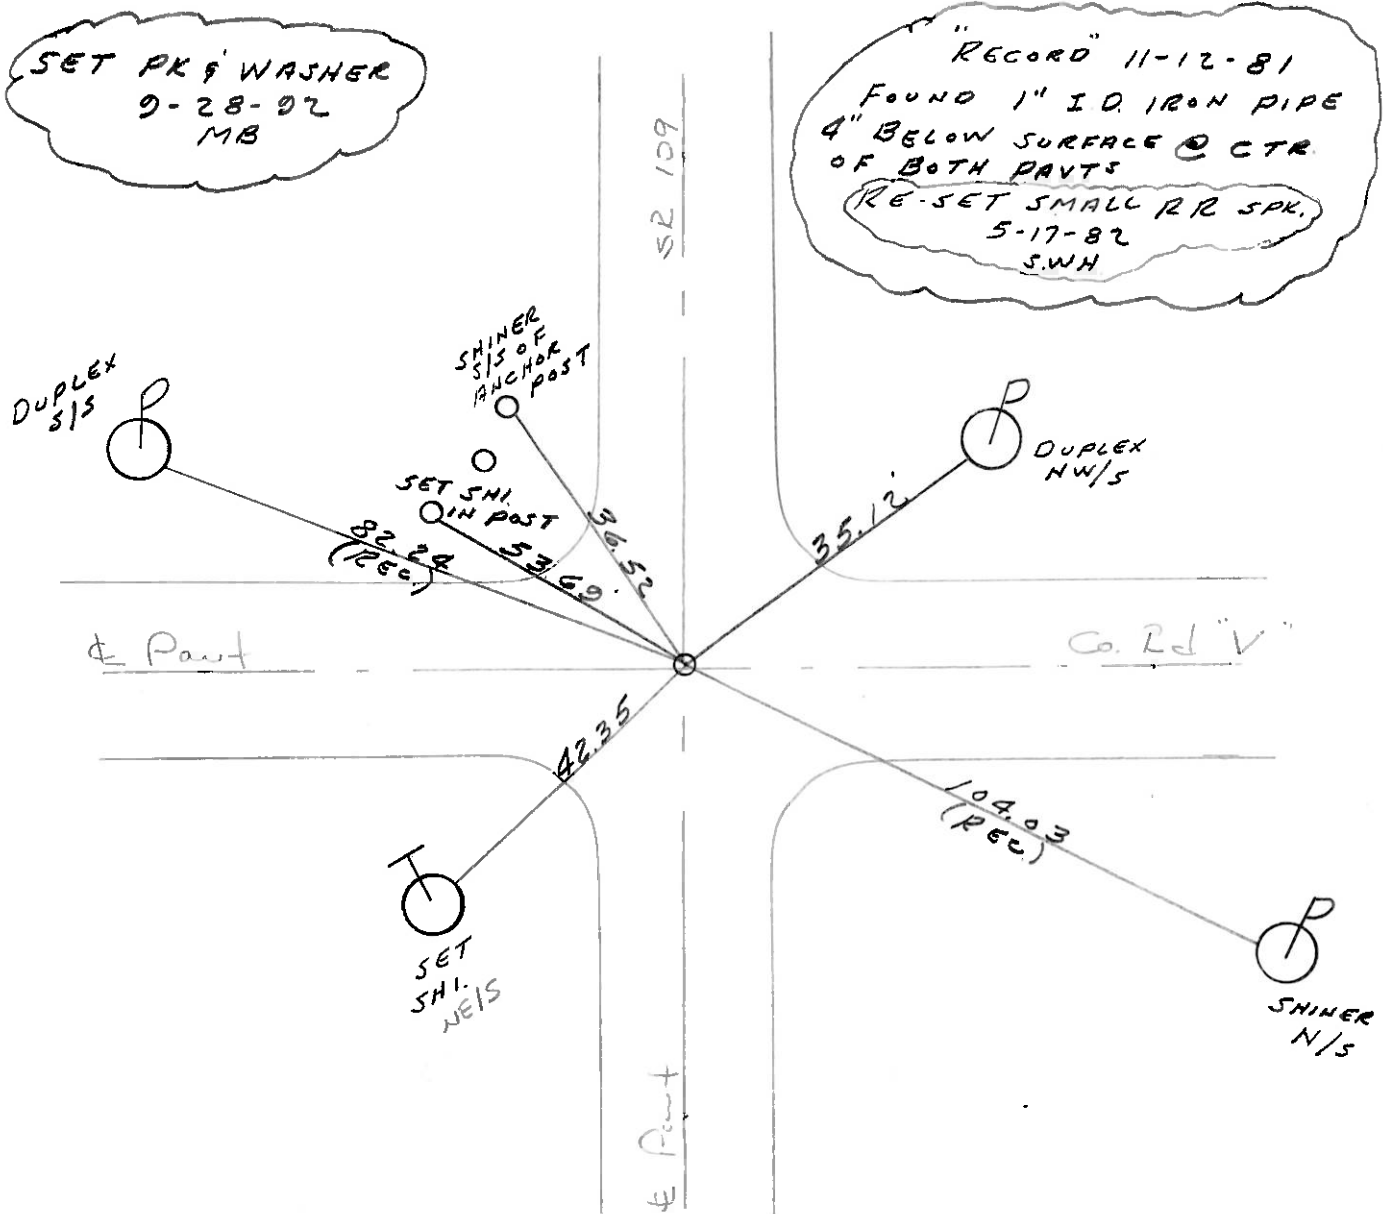 SET PK & WASHER
9-28-92
MB
"RECORD" 11-12-81
FOUND 1" I.D. IRON PIPE
4" BELOW SURFACE @ CTR.
OF BOTH PAVTS
RE-SET SMALL RR SPK.
5-17-82
S.WH
SR 109
SHINER
S/S OF
ANCHOR
POST
DUPLEX
S/S
DUPLEX
NW/S
SET SHI.
IN POST
82.24
(REC.)
53.69
36.52
35.12
℄ Pavt
Co. Rd "V"
42.35
104.03
(REC.)
SET
SHI.
NE/S
SHINER
N/S
℄ Pavt